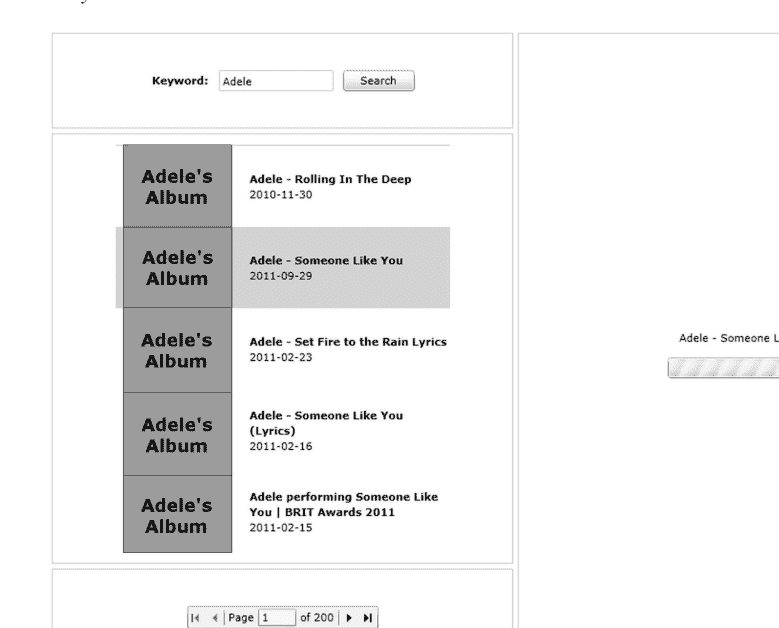 Keyword: Adele Search
Adele's
Album
Adele - Rolling In The Deep
2010-11-30
Adele's
Album
Adele - Someone Like You
2011-09-29
Adele's
Album
Adele - Set Fire to the Rain Lyrics
2011-02-23
Adele's
Album
Adele - Someone Like You
(Lyrics)
2011-02-16
Adele's
Album
Adele performing Someone Like
You | BRIT Awards 2011
2011-02-15
Page 1 of 200
Adele - Someone L